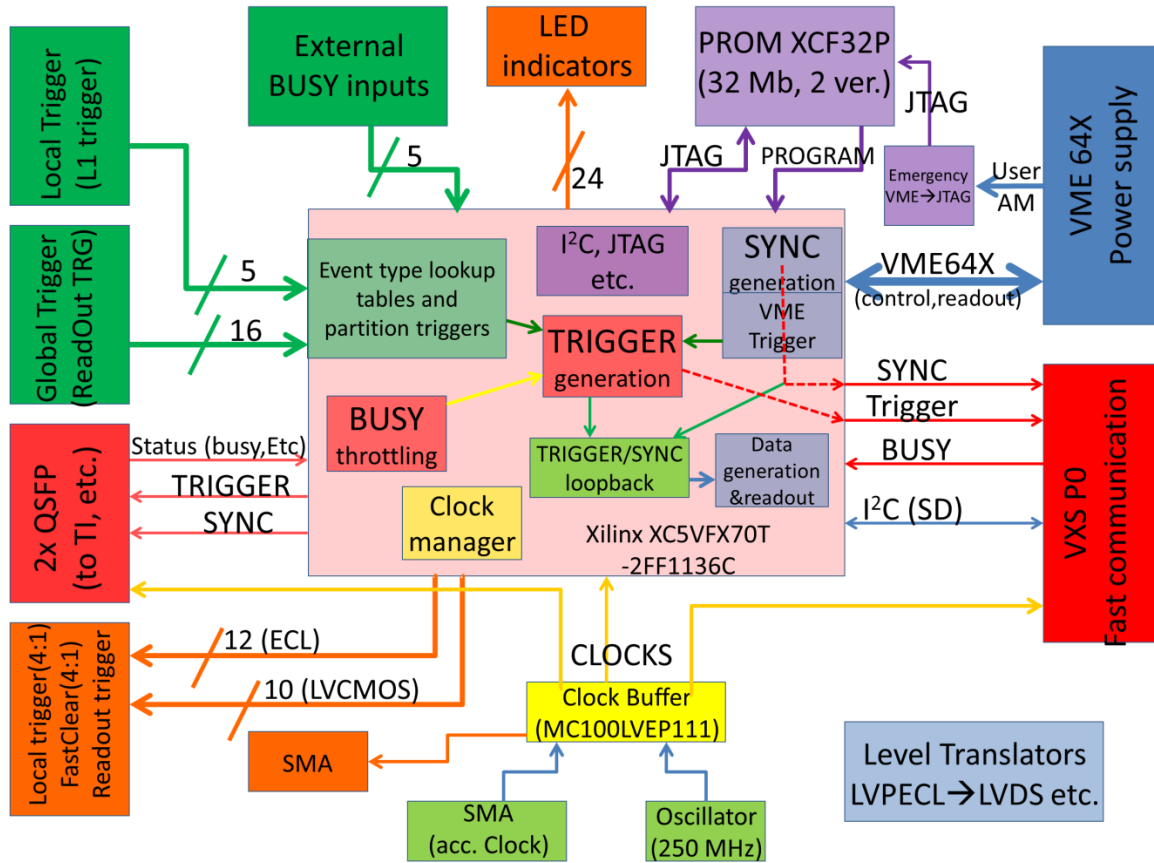 Local Trigger
(L1 trigger)
External
BUSY inputs
LED
indicators
PROM XCF32P
(32 Mb, 2 ver.)
JTAG
VME 64X
Power supply
5
24
JTAG
PROGRAM
Emergency
VME→JTAG
User
AM
Global Trigger
(ReadOut TRG)
5
16
Event type lookup
tables and
partition triggers
I²C, JTAG
etc.
SYNC
generation
VME
Trigger
VME64X
(control,readout)
TRIGGER
generation
BUSY
throttling
TRIGGER/SYNC
loopback
Data
generation
&readout
SYNC
Trigger
BUSY
I²C (SD)
VXS P0
Fast communication
2x QSFP
(to TI, etc.)
Status (busy,Etc)
TRIGGER
SYNC
Clock
manager
Xilinx XC5VFX70T
-2FF1136C
Local trigger(4:1)
FastClear(4:1)
Readout trigger
12 (ECL)
10 (LVCMOS)
CLOCKS
Clock Buffer
(MC100LVEP111)
SMA
SMA
(acc. Clock)
Oscillator
(250 MHz)
Level Translators
LVPECL→LVDS etc.